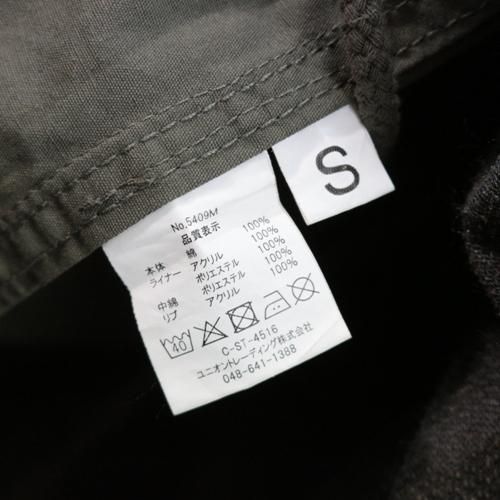 S
No.5409M
品質表示
本体 綿 100%
ライナー アクリル 100%
ポリエステル 100%
中綿 ポリエステル 100%
リブ アクリル 100%
40
C-ST-4516
ユニオントレーディング株式会社
048-641-1388